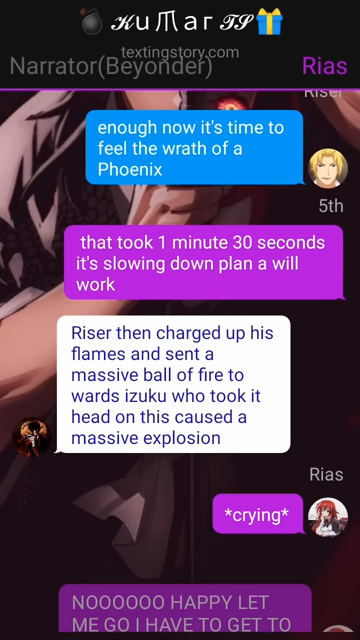 💣 𝒦uጠar 𝒯𝒮 🎁
textingstory.com
Narrator(Beyonder)
Rias
Riser
enough now it's time to
feel the wrath of a
Phoenix
5th
that took 1 minute 30 seconds
it's slowing down plan a will
work
Riser then charged up his
flames and sent a
massive ball of fire to
wards izuku who took it
head on this caused a
massive explosion
Rias
*crying*
NOOOOOO HAPPY LET
ME GO I HAVE TO GET TO